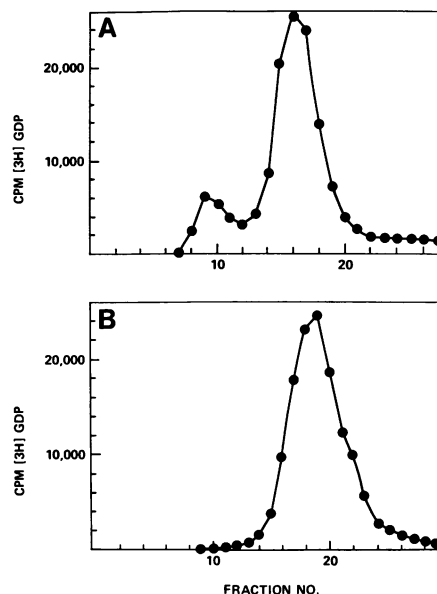 A
CPM [3H] GDP
20,000
10,000
10
20
B
CPM [3H] GDP
20,000
10,000
10
20
FRACTION NO.